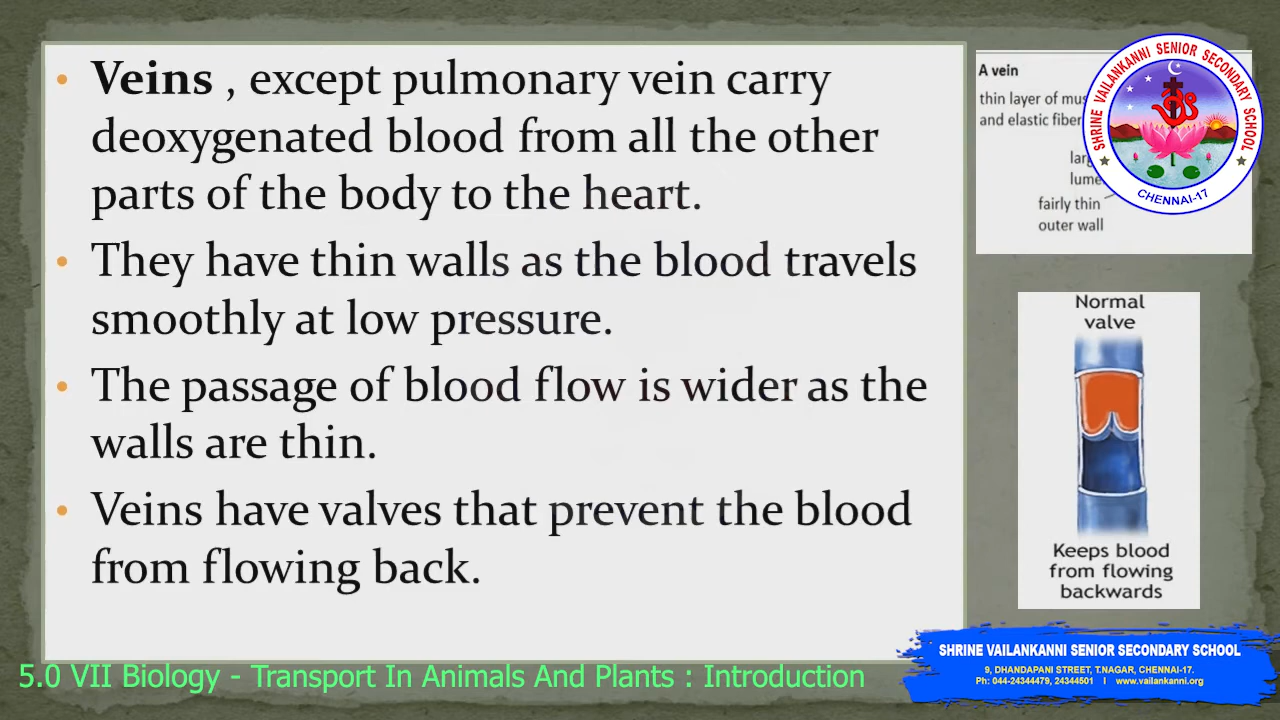 Veins , except pulmonary vein carry
deoxygenated blood from all the other
parts of the body to the heart.
They have thin walls as the blood travels
smoothly at low pressure.
The passage of blood flow is wider as the
walls are thin.
Veins have valves that prevent the blood
from flowing back.
A vein
thin layer of
and elastic
fairly thin
outer wall
SHRINE VAILANKANNI SENIOR SECONDARY SCHOOL
CHENNAI-17
Normal
valve
Keeps blood
from flowing
backwards
5.0 VII Biology - Transport In Animals And Plants : Introduction
SHRINE VAILANKANNI SENIOR SECONDARY SCHOOL
9, DHANDAPANI STREET, T.NAGAR, CHENNAI-17.
Ph: 044-24344479, 24344501 I www.vailankanni.org